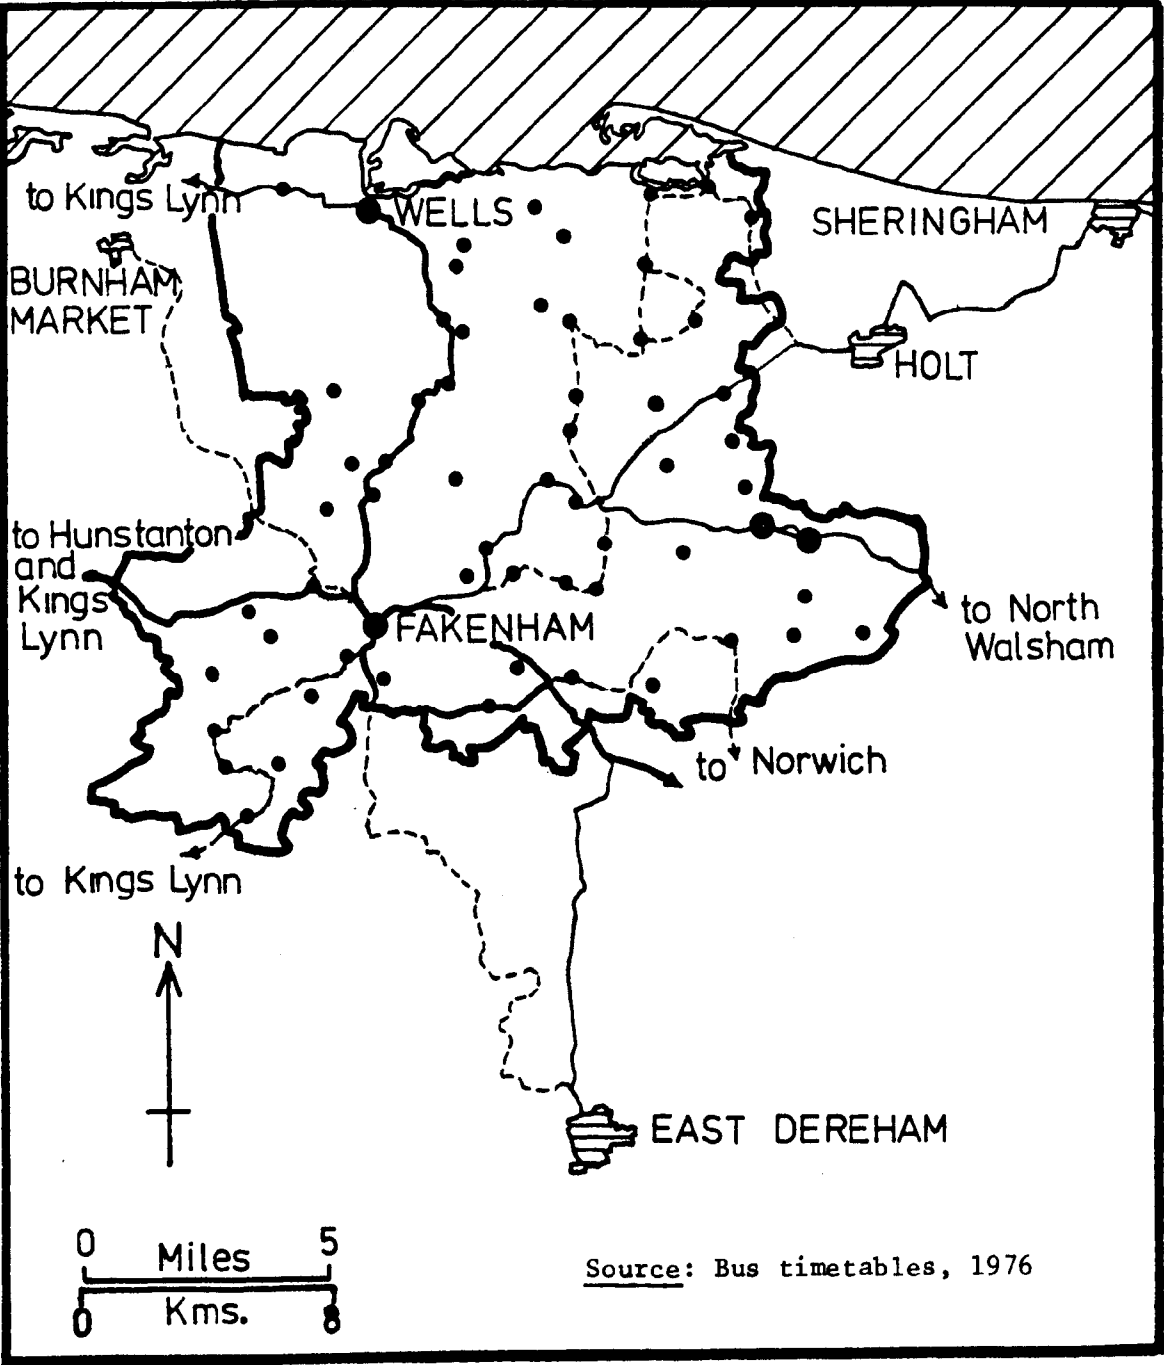 to Kings Lynn
WELLS
SHERINGHAM
BURNHAM
MARKET
HOLT
to Hunstanton
and
Kings
Lynn
FAKENHAM
to North
Walsham
to Norwich
to Kings Lynn
N
EAST DEREHAM
0 5
Miles
Kms.
0 8
Source: Bus timetables, 1976